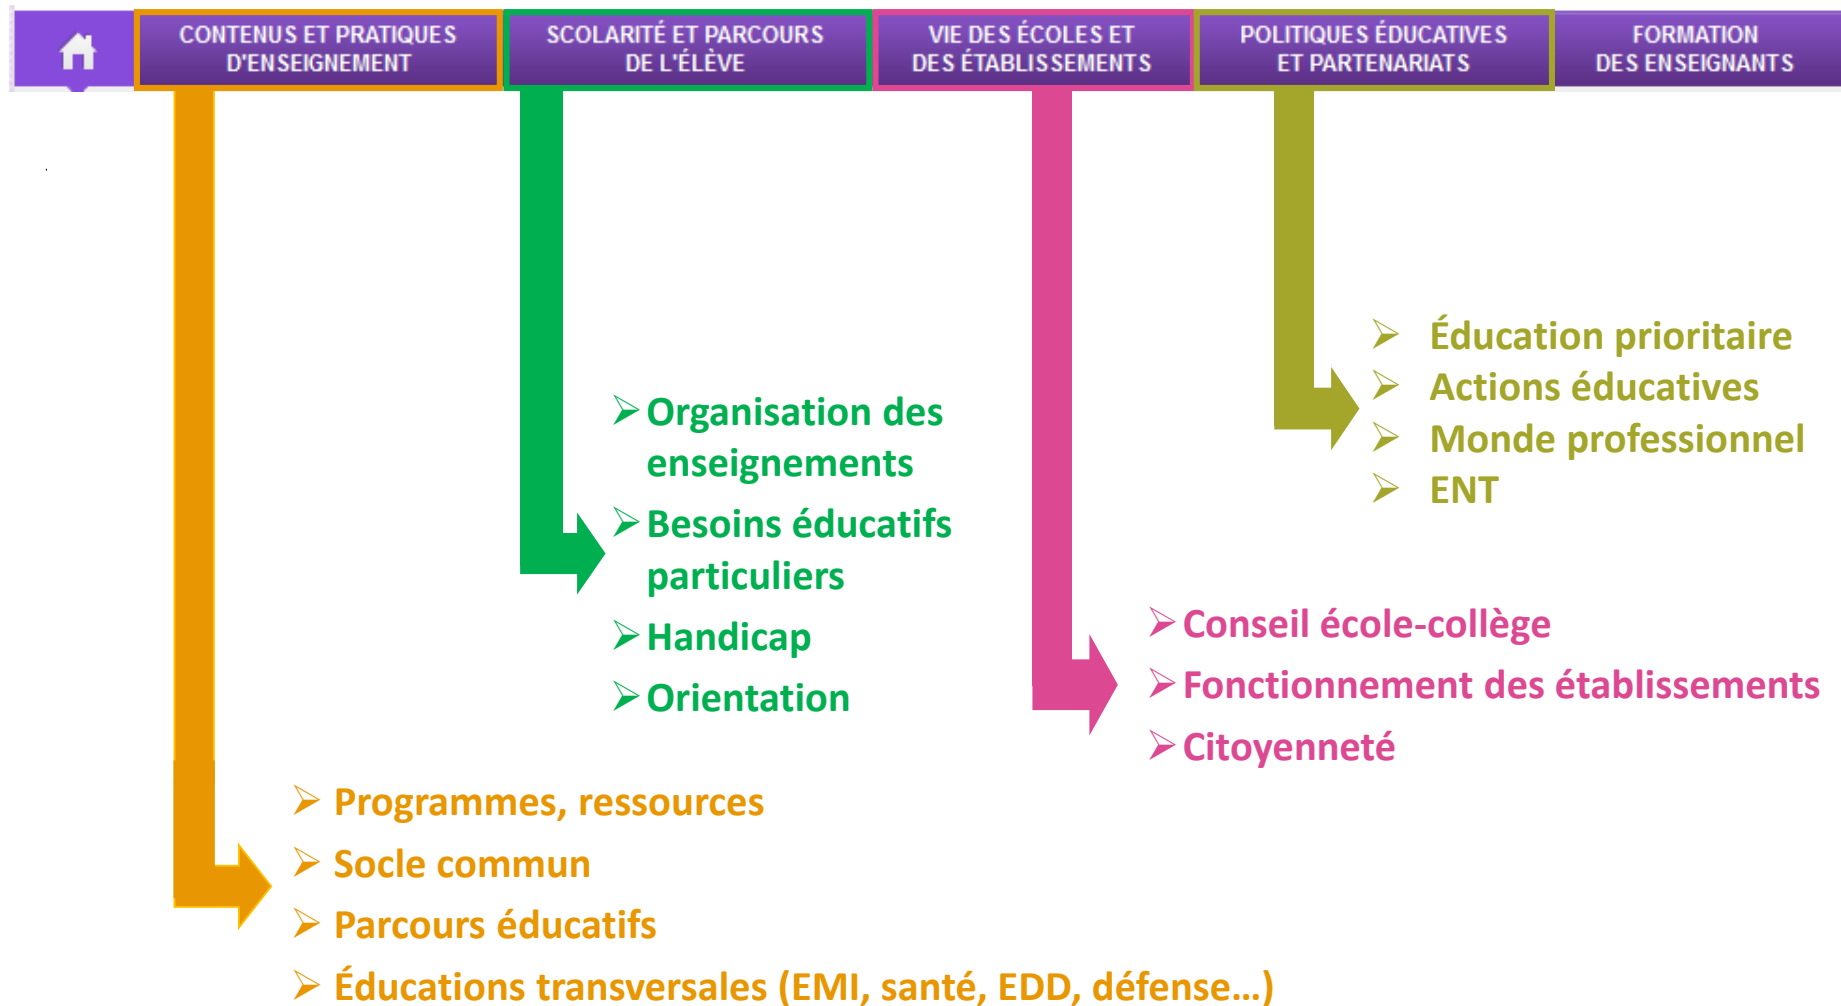 CONTENUS ET PRATIQUES
D'ENSEIGNEMENT
SCOLARITÉ ET PARCOURS
DE L'ÉLÈVE
VIE DES ÉCOLES ET
DES ÉTABLISSEMENTS
POLITIQUES ÉDUCATIVES
ET PARTENARIATS
FORMATION
DES ENSEIGNANTS
Éducation prioritaire
Actions éducatives
Monde professionnel
ENT
Organisation des
enseignements
Besoins éducatifs
particuliers
Handicap
Orientation
Conseil école-collège
Fonctionnement des établissements
Citoyenneté
Programmes, ressources
Socle commun
Parcours éducatifs
Éducations transversales (EMI, santé, EDD, défense...)